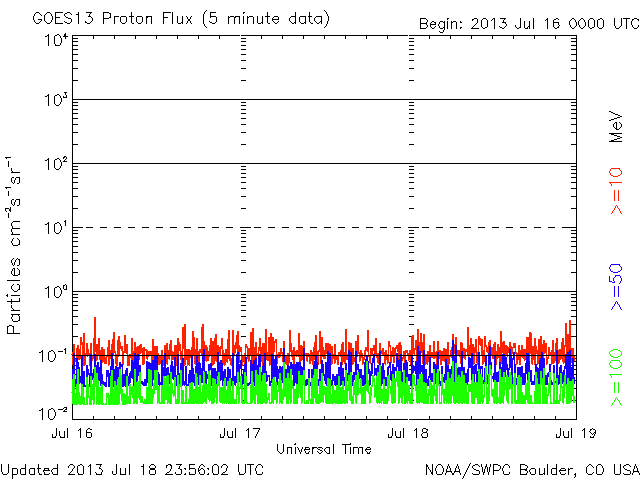 GOES13 Proton Flux (5 minute data)
Begin: 2013 Jul 16 0000 UTC
10⁴
10³
10²
10¹
10⁰
10⁻¹
10⁻²
Particles cm⁻²s⁻¹sr⁻¹
MeV
>=10
>=50
>=100
Jul 16 Jul 17 Jul 18 Jul 19
Universal Time
Updated 2013 Jul 18 23:56:02 UTC
NOAA/SWPC Boulder, CO USA